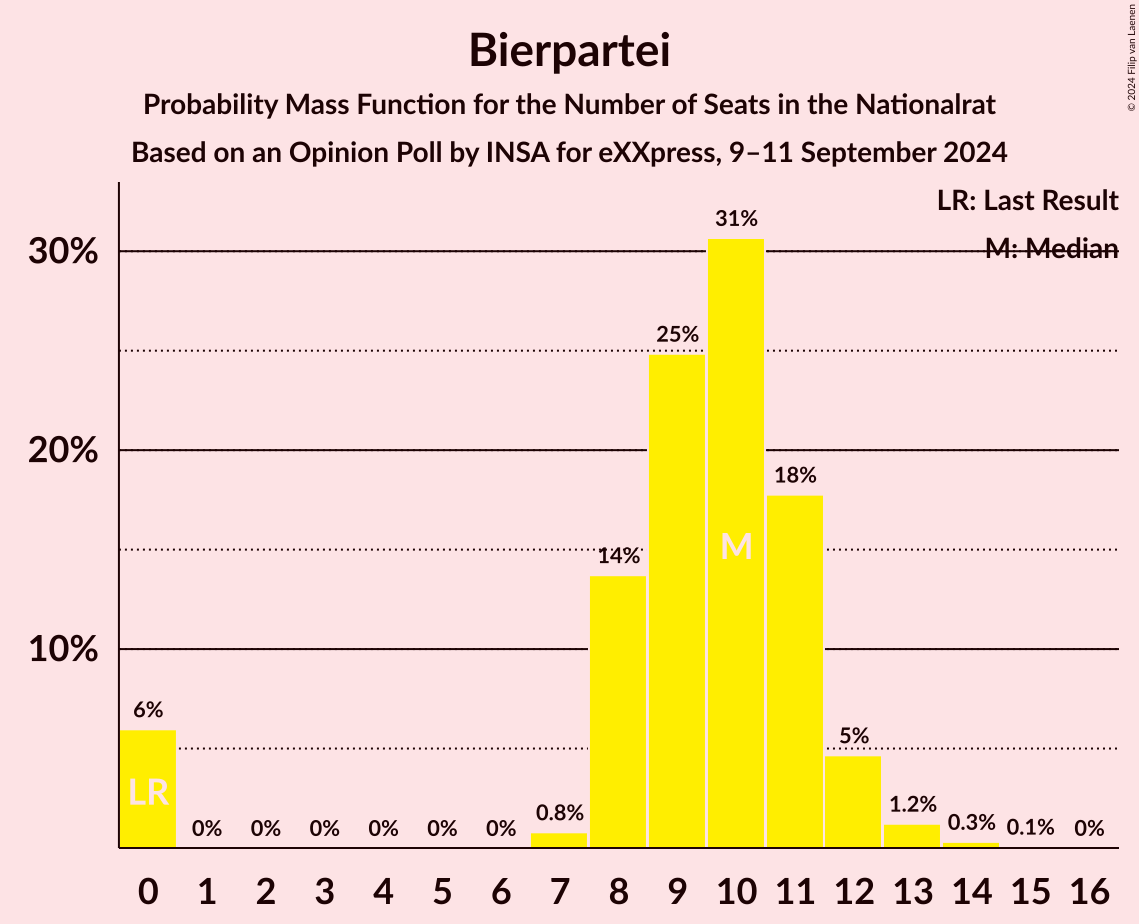 Bierpartei
Probability Mass Function for the Number of Seats in the Nationalrat
Based on an Opinion Poll by INSA for eXXpress, 9–11 September 2024
© 2024 Filip van Laenen
LR: Last Result
M: Median
30%
20%
10%
6% 0% 0% 0% 0% 0% 0% 0.8% 14% 25% 31% 18% 5% 1.2% 0.3% 0.1% 0%
LR M
0 1 2 3 4 5 6 7 8 9 10 11 12 13 14 15 16